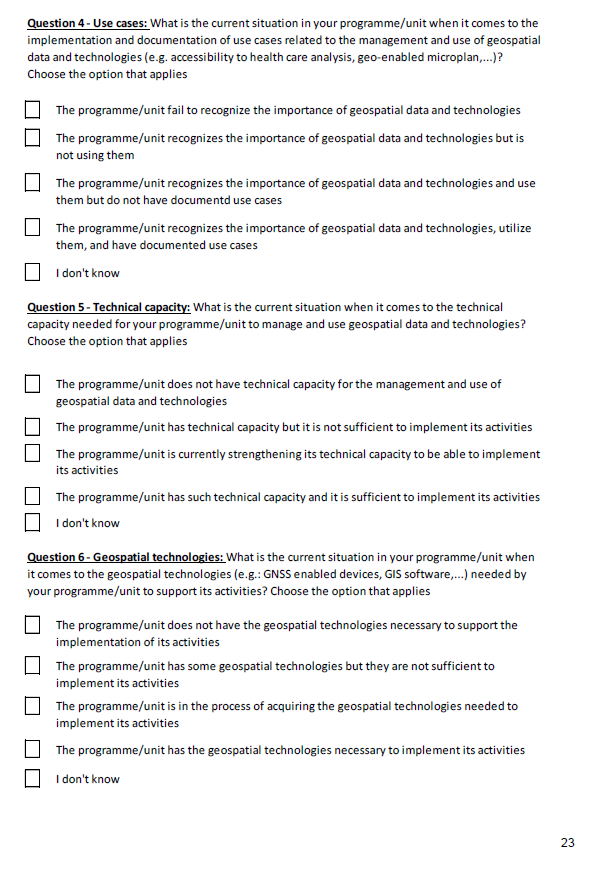 Question 4 - Use cases: What is the current situation in your programme/unit when it comes to the
implementation and documentation of use cases related to the management and use of geospatial
data and technologies (e.g. accessibility to health care analysis, geo-enabled microplan,...)?
Choose the option that applies
The programme/unit fail to recognize the importance of geospatial data and technologies
The programme/unit recognizes the importance of geospatial data and technologies but is
not using them
The programme/unit recognizes the importance of geospatial data and technologies and use
them but do not have documentd use cases
The programme/unit recognizes the importance of geospatial data and technologies, utilize
them, and have documented use cases
I don't know
Question 5 - Technical capacity: What is the current situation when it comes to the technical
capacity needed for your programme/unit to manage and use geospatial data and technologies?
Choose the option that applies
The programme/unit does not have technical capacity for the management and use of
geospatial data and technologies
The programme/unit has technical capacity but it is not sufficient to implement its activities
The programme/unit is currently strengthening its technical capacity to be able to implement
its activities
The programme/unit has such technical capacity and it is sufficient to implement its activities
I don't know
Question 6 - Geospatial technologies: What is the current situation in your programme/unit when
it comes to the geospatial technologies (e.g.: GNSS enabled devices, GIS software,...) needed by
your programme/unit to support its activities? Choose the option that applies
The programme/unit does not have the geospatial technologies necessary to support the
implementation of its activities
The programme/unit has some geospatial technologies but they are not sufficient to
implement its activities
The programme/unit is in the process of acquiring the geospatial technologies needed to
implement its activities
The programme/unit has the geospatial technologies necessary to implement its activities
I don't know
23